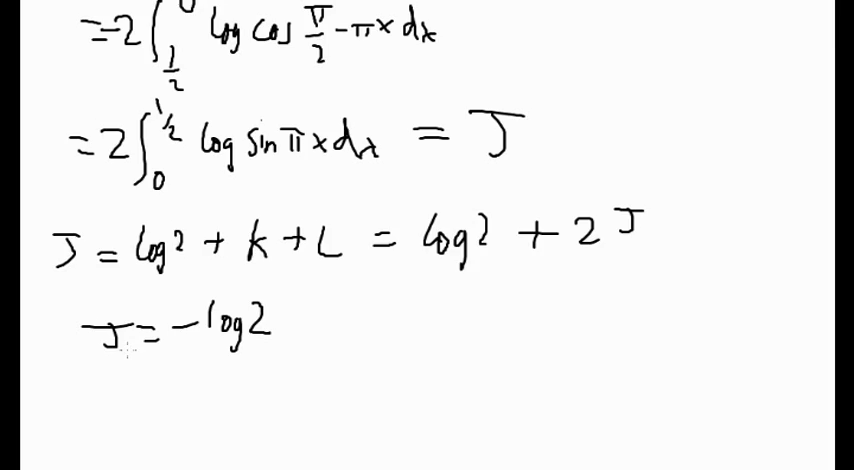 = -2 ∫_{1/2}^{0} log cos π/2 - πx dx
= 2 ∫_{0}^{1/2} log sin πx dx = J
J = log2 + K + L = log2 + 2J
J = -log2